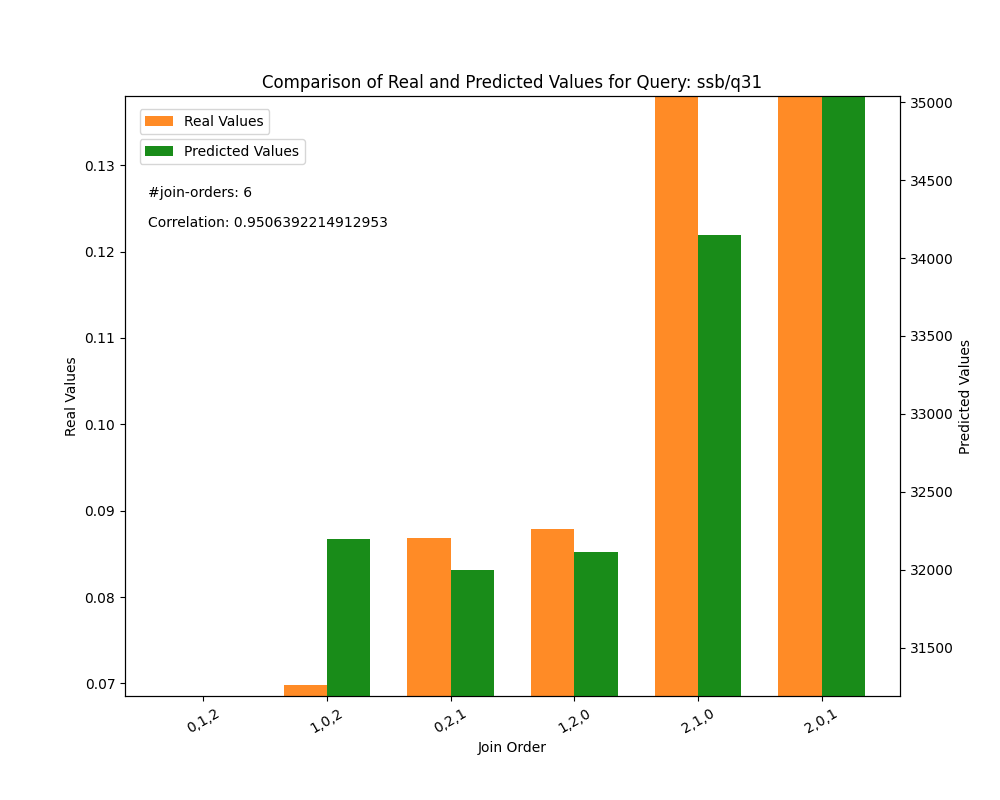 Comparison of Real and Predicted Values for Query: ssb/q31
Real Values
Predicted Values
#join-orders: 6
Correlation: 0.9506392214912953
0.13
0.12
0.11
0.10
0.09
0.08
0.07
Real Values
35000
34500
34000
33500
33000
32500
32000
31500
Predicted Values
0,1,2
1,0,2
0,2,1
1,2,0
2,1,0
2,0,1
Join Order